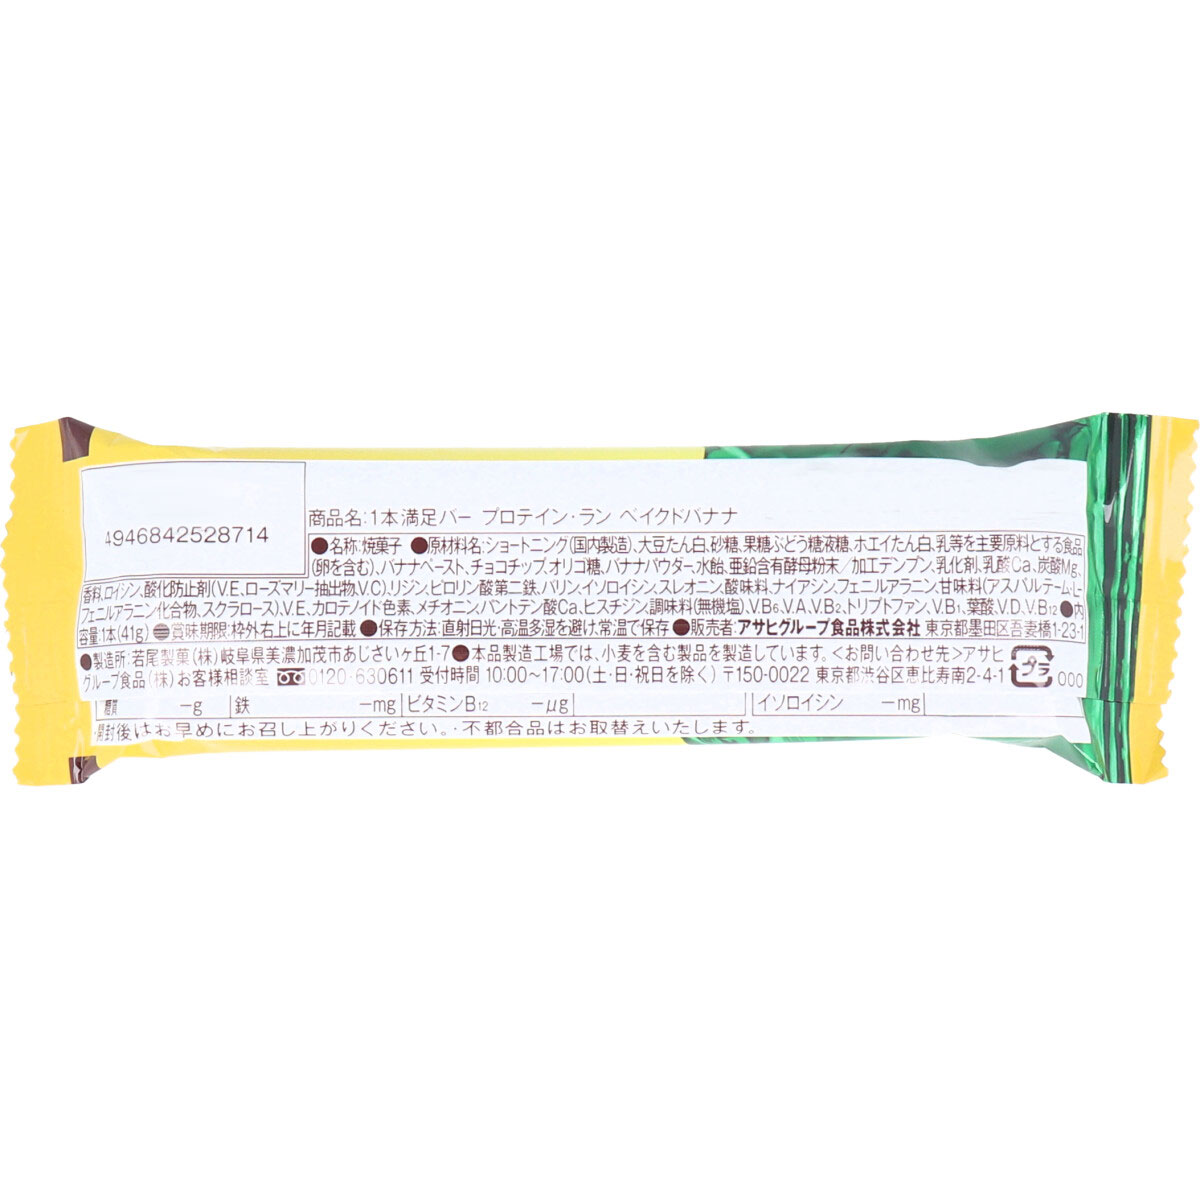 4946842528714
商品名:1本満足バー プロテイン・ラン ベイクドバナナ
●名称:焼菓子 ●原材料名:ショートニング(国内製造)、大豆たん白、砂糖、果糖ぶどう糖液糖、ホエイたん白、乳等を主要原料とする食品
(卵を含む)、バナナペースト、チョコチップ、オリゴ糖、バナナパウダー、水飴、亜鉛含有酵母粉末／加工デンプン、乳化剤、乳酸Ca、炭酸Mg、
香料、ロイシン、酸化防止剤(V.E、ローズマリー抽出物、V.C)、リジン、ピロリン酸第二鉄、バリン、イソロイシン、スレオニン、酸味料、ナイアシン、フェニルアラニン、甘味料(アスパルテーム・L-
フェニルアラニン化合物、スクラロース)、V.E、カロテノイド色素、メチオニン、パントテン酸Ca、ヒスチジン、調味料(無機塩)、V.B6、V.A、V.B2、トリプトファン、V.B1、葉酸、V.D、V.B12 ●内
容量:1本(41g) ●賞味期限:枠外右上に年月記載 ●保存方法:直射日光・高温多湿を避け、常温で保存 ●販売者:アサヒグループ食品株式会社 東京都墨田区吾妻橋1-23-1
●製造所:若尾製菓(株)岐阜県美濃加茂市あじさいヶ丘1-7 ●本品製造工場では、小麦を含む製品を製造しています。<お問い合わせ先>アサヒ
グループ食品(株)お客様相談室 0120-630611 受付時間 10:00〜17:00(土・日・祝日を除く)〒150-0022 東京都渋谷区恵比寿南2-4-1 プラ 000
糖質 -g 鉄 -mg ビタミンB12 -μg イソロイシン -mg
・開封後はお早めにお召し上がりください。・不都合品はお取替えいたします。